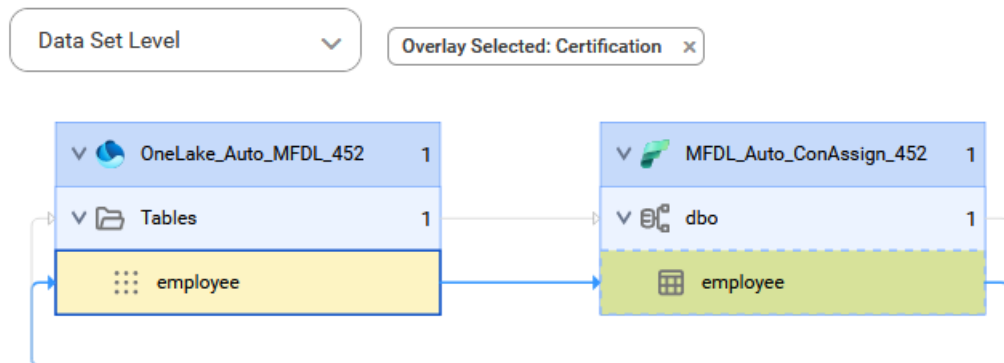 Data Set Level
Overlay Selected: Certification ×
OneLake_Auto_MFDL_452 1
MFDL_Auto_ConAssign_452 1
Tables 1
dbo 1
employee
employee